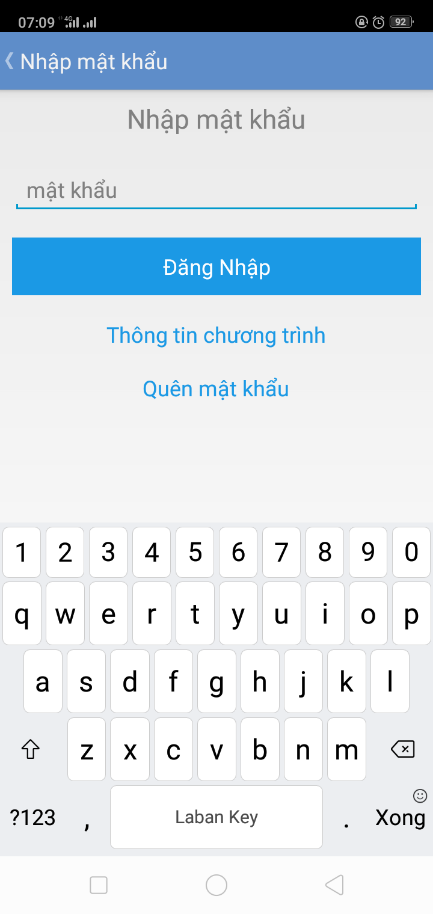 07:09 4G 92
Nhập mật khẩu
Nhập mật khẩu
mật khẩu
Đăng Nhập
Thông tin chương trình
Quên mật khẩu
1 2 3 4 5 6 7 8 9 0
q w e r t y u i o p
a s d f g h j k l
z x c v b n m
?123 , Laban Key . Xong